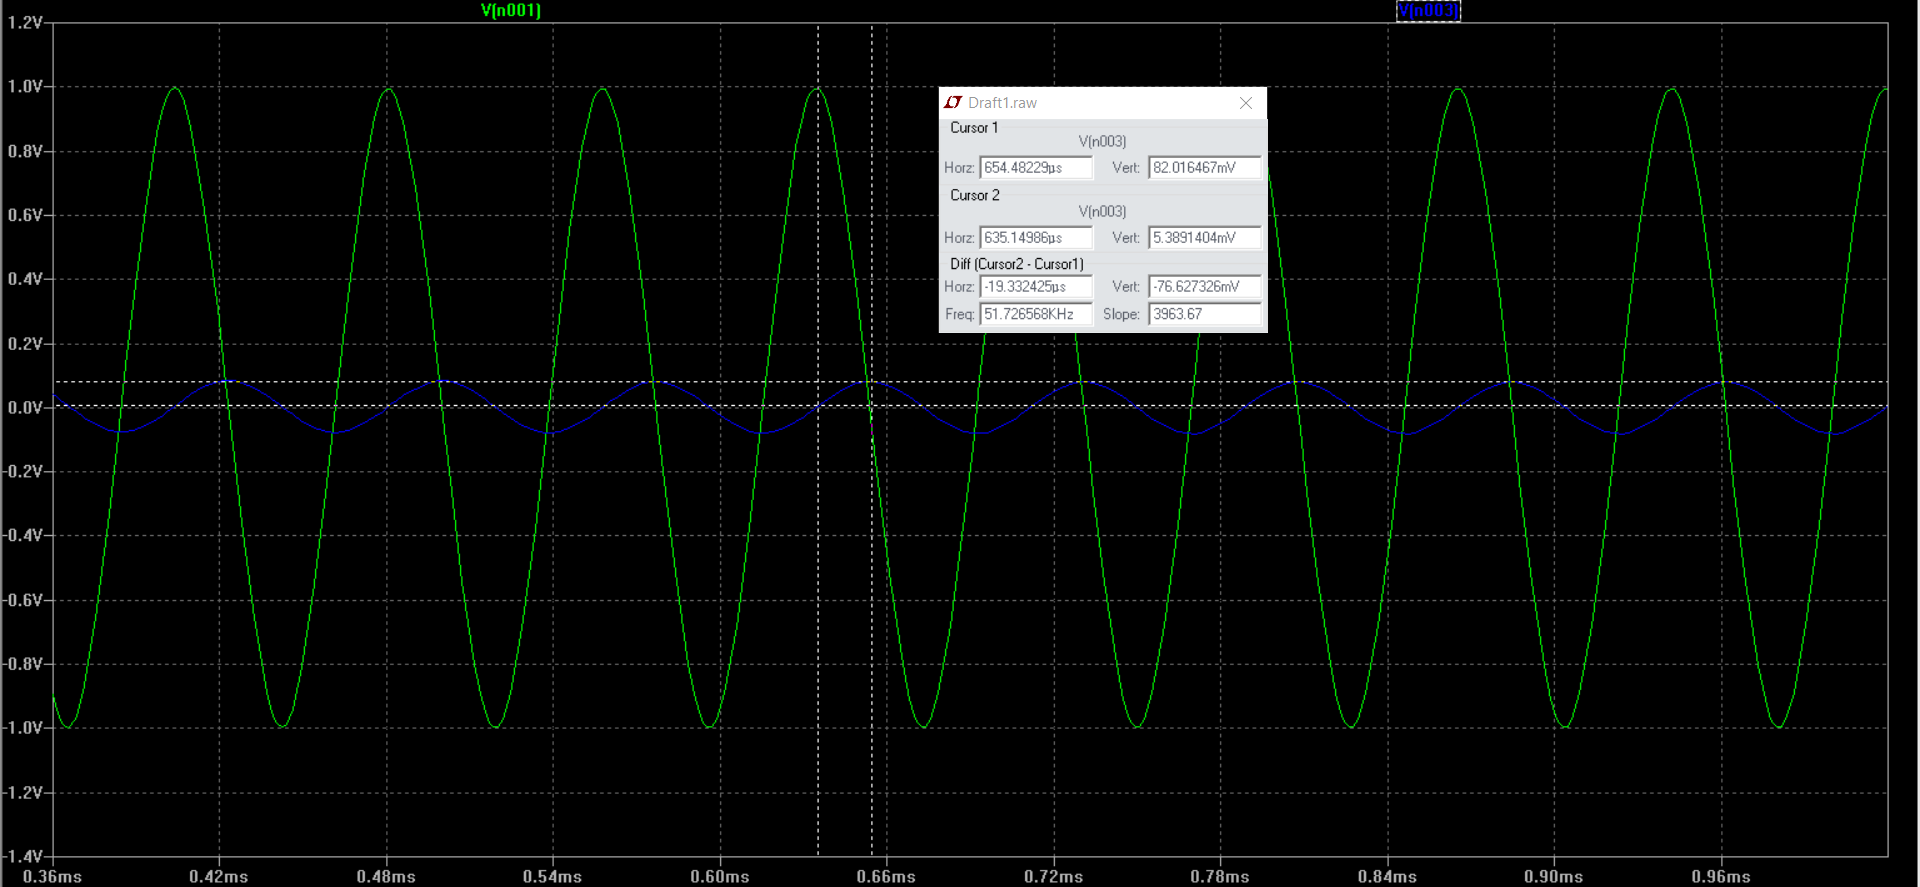 V(n001) V(n003)
1.2V
1.0V
0.8V
0.6V
0.4V
0.2V
0.0V
-0.2V
-0.4V
-0.6V
-0.8V
-1.0V
-1.2V
-1.4V
0.36ms 0.42ms 0.48ms 0.54ms 0.60ms 0.66ms 0.72ms 0.78ms 0.84ms 0.90ms 0.96ms
Draft1.raw
Cursor 1
V(n003)
Horz: 654.48229µs Vert: 82.016467mV
Cursor 2
V(n003)
Horz: 635.14986µs Vert: 5.3891404mV
Diff (Cursor2 - Cursor1)
Horz: -19.332425µs Vert: -76.627326mV
Freq: 51.726568KHz Slope: 3963.67